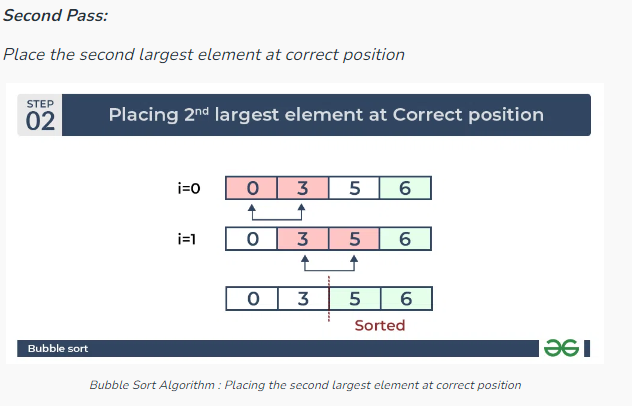 Second Pass:
Place the second largest element at correct position
STEP
02
Placing 2nd largest element at Correct position
i=0 0 3 5 6
i=1 0 3 5 6
0 3 5 6
Sorted
Bubble sort
Bubble Sort Algorithm : Placing the second largest element at correct position